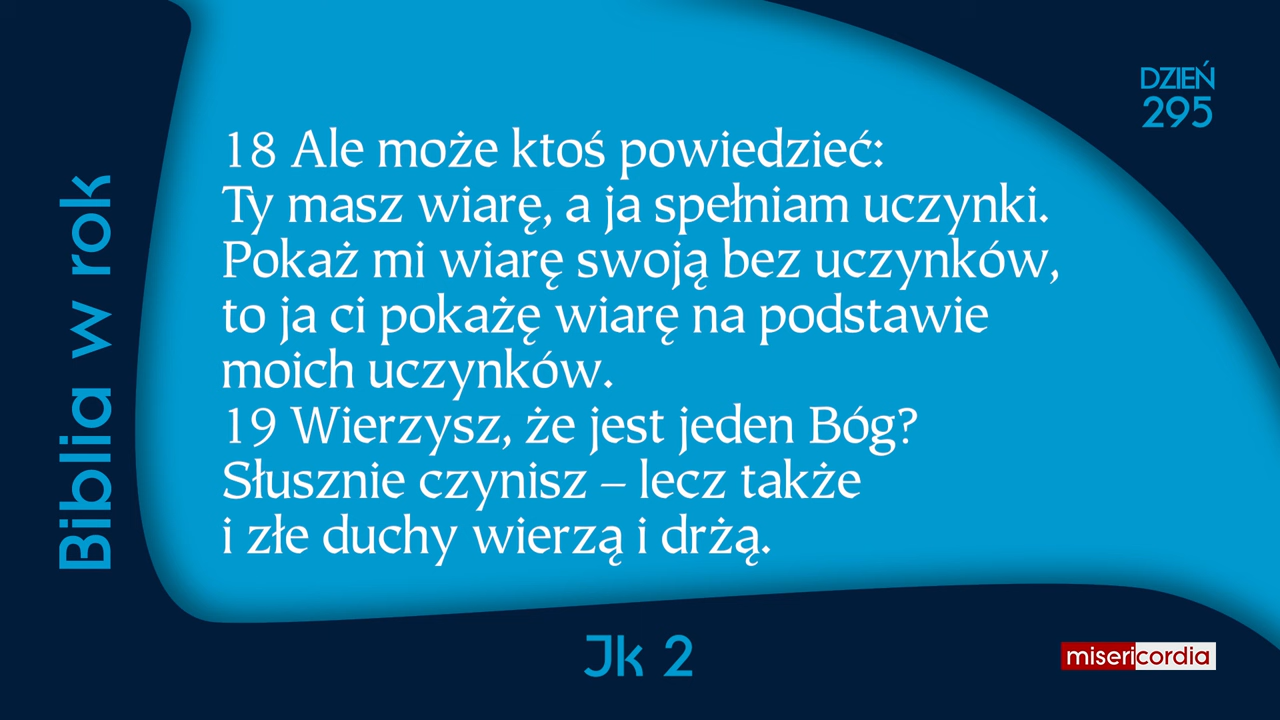 DZIEŃ
295
Biblia w rok
18 Ale może ktoś powiedzieć:
Ty masz wiarę, a ja spełniam uczynki.
Pokaż mi wiarę swoją bez uczynków,
to ja ci pokażę wiarę na podstawie
moich uczynków.
19 Wierzysz, że jest jeden Bóg?
Słusznie czynisz – lecz także
i złe duchy wierzą i drżą.
Jk 2
misericordia